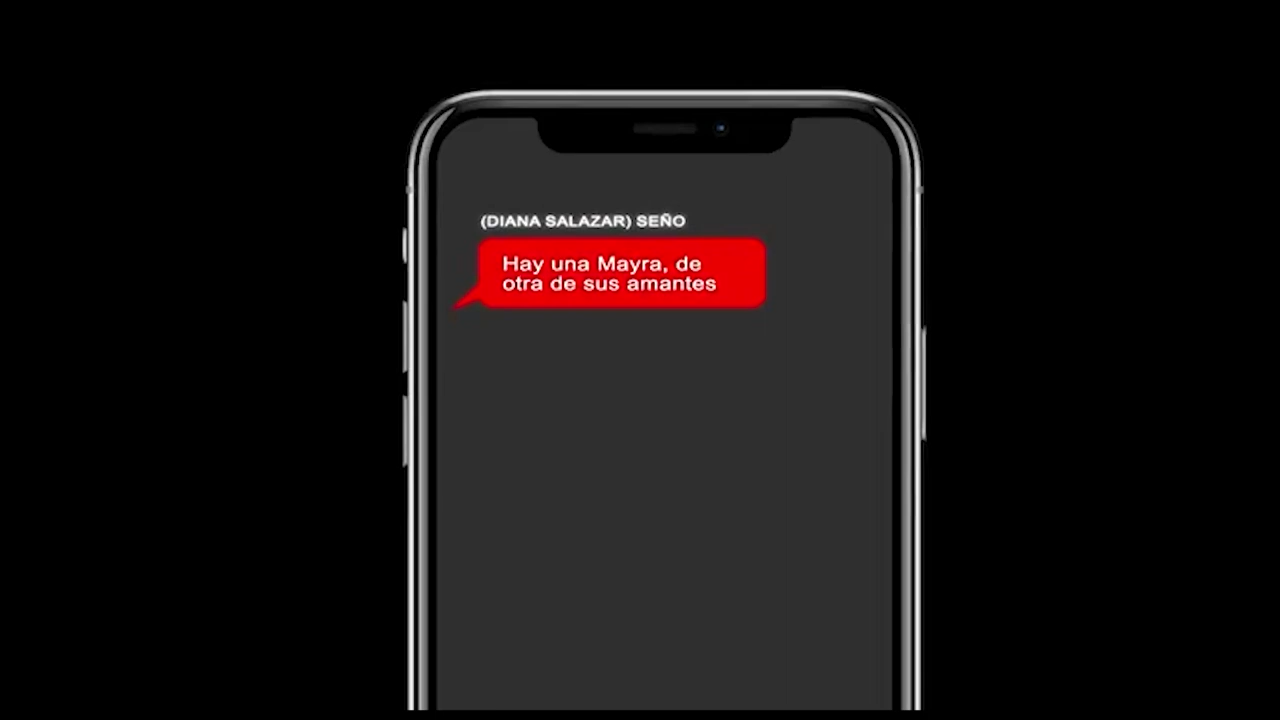 (DIANA SALAZAR) SEÑO
Hay una Mayra, de
otra de sus amantes